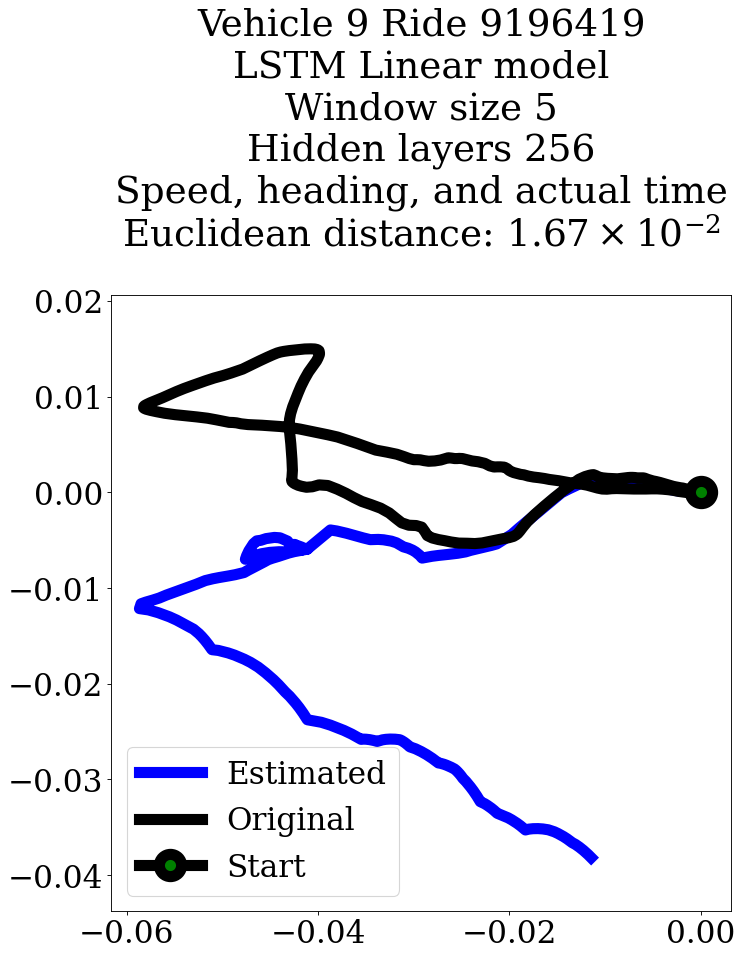 Vehicle 9 Ride 9196419
LSTM Linear model
Window size 5
Hidden layers 256
Speed, heading, and actual time
Euclidean distance: 1.67 × 10⁻²
0.02
0.01
0.00
−0.01
−0.02
−0.03
−0.04
Estimated
Original
Start
−0.06
−0.04
−0.02
0.00